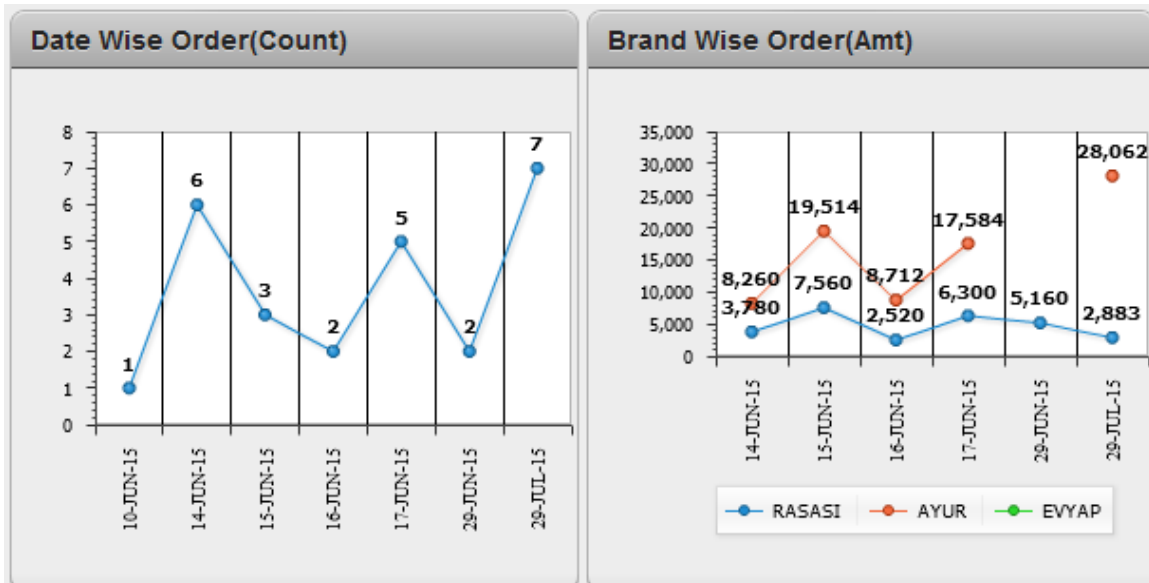 Date Wise Order(Count)
8
7
6
5
4
3
2
1
0
1
6
3
2
5
2
7
10-JUN-15
14-JUN-15
15-JUN-15
16-JUN-15
17-JUN-15
29-JUN-15
29-JUL-15
Brand Wise Order(Amt)
35,000
30,000
25,000
20,000
15,000
10,000
5,000
0
8,260
19,514
8,712
17,584
28,062
3,780
7,560
2,520
6,300
5,160
2,883
14-JUN-15
15-JUN-15
16-JUN-15
17-JUN-15
29-JUN-15
29-JUL-15
RASASI AYUR EVYAP